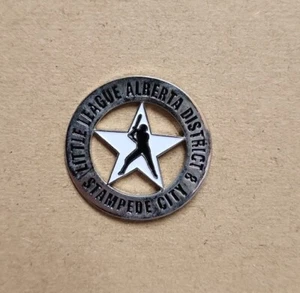 LITTLE LEAGUE ALBERTA DISTRICT 8
STAMPEDE CITY